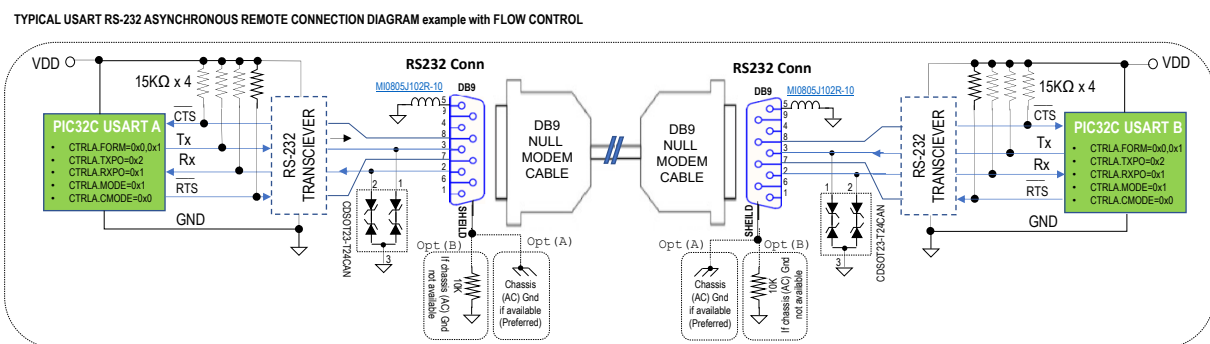 TYPICAL USART RS-232 ASYNCHRONOUS REMOTE CONNECTION DIAGRAM example with FLOW CONTROL
VDD
15KΩ x 4
CTS
PIC32C USART A
• CTRLA.FORM=0x0,0x1
• CTRLA.TXPO=0x2
• CTRLA.RXPO=0x1
• CTRLA.MODE=0x1
• CTRLA.CMODE=0x0
Tx
Rx
RTS
GND
RS-232
TRANSCIEVER
RS232 Conn
MI0805J102R-10
DB9
5
9
4
8
3
7
2
6
1
2 1
3
CDSOT23-T24CAN
SHEILD
Opt(B)
If chassis (AC) Gnd
not available
10K
Opt(A)
Chassis
(AC) Gnd
if available
(Preferred)
DB9
NULL
MODEM
CABLE
DB9
NULL
MODEM
CABLE
RS232 Conn
DB9
MI0805J102R-10
5
9
4
8
3
7
2
6
1
SHEILD
Opt(A)
Chassis
(AC) Gnd
if available
(Preferred)
Opt(B)
10K
If chassis (AC) Gnd
not available
2 1
3
CDSOT23-T24CAN
RS-232
TRANSCIEVER
VDD
15KΩ x 4
CTS
Tx
Rx
RTS
GND
PIC32C USART B
• CTRLA.FORM=0x0,0x1
• CTRLA.TXPO=0x2
• CTRLA.RXPO=0x1
• CTRLA.MODE=0x1
• CTRLA.CMODE=0x0